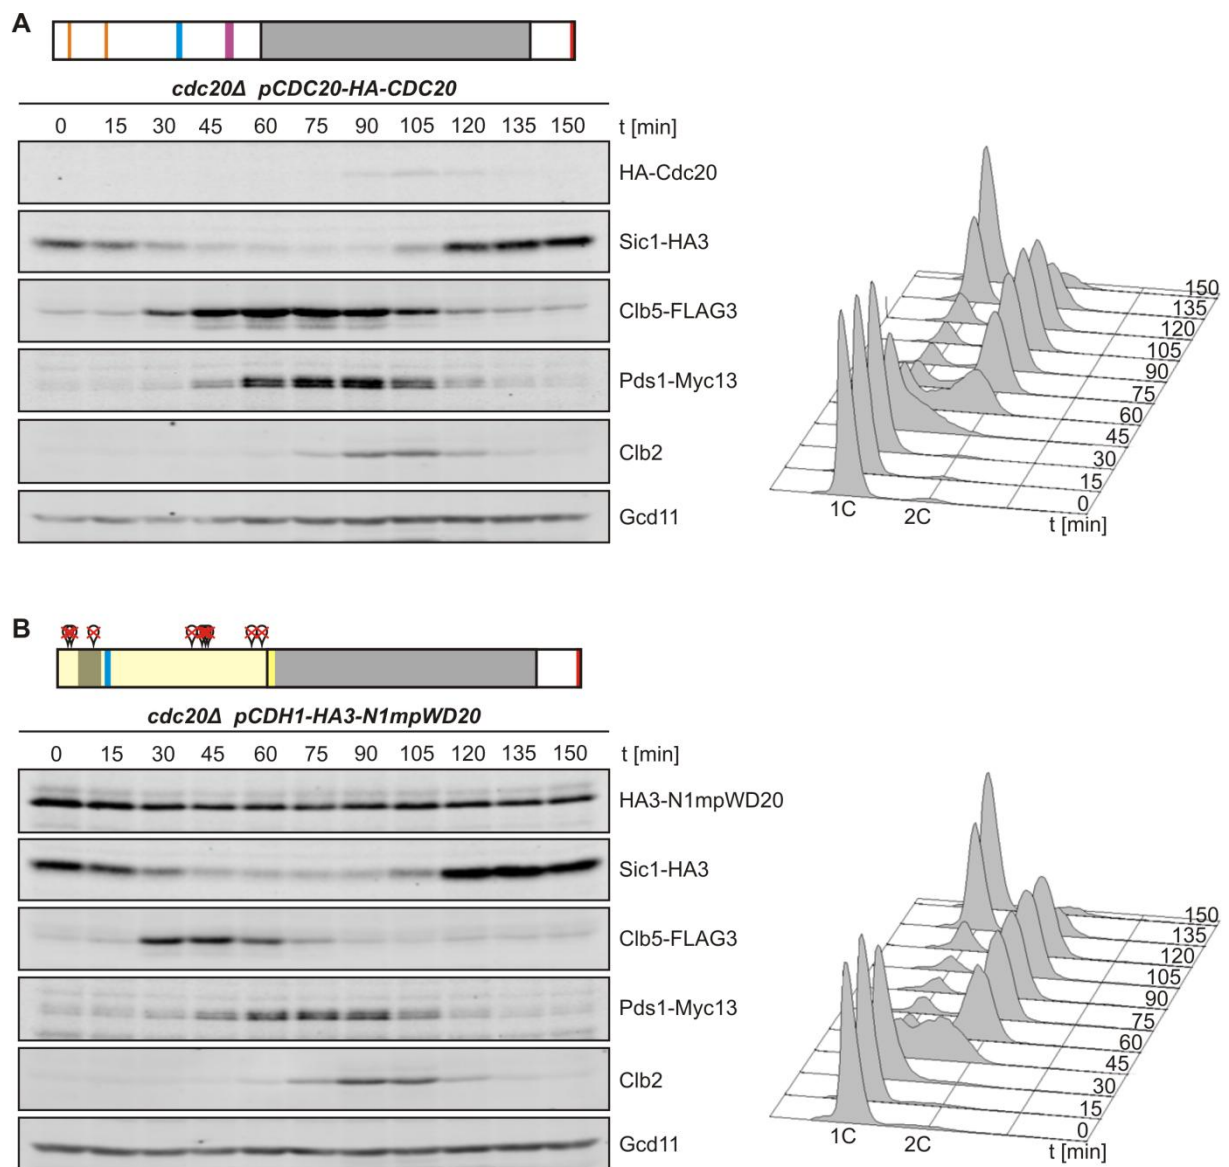 A
cdc20Δ pCDC20-HA-CDC20
0 15 30 45 60 75 90 105 120 135 150 t [min]
HA-Cdc20
Sic1-HA3
Clb5-FLAG3
Pds1-Myc13
Clb2
Gcd11
150
135
120
105
90
75
60
45
30
15
0
1C 2C t [min]
B
cdc20Δ pCDH1-HA3-N1mpWD20
0 15 30 45 60 75 90 105 120 135 150 t [min]
HA3-N1mpWD20
Sic1-HA3
Clb5-FLAG3
Pds1-Myc13
Clb2
Gcd11
150
135
120
105
90
75
60
45
30
15
0
1C 2C t [min]